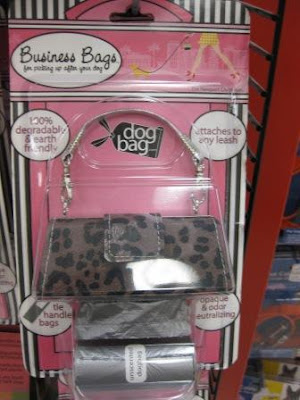 Business Bags
for picking up after your dog
100%
degradable
& earth
friendly
dog
bag
attaches to
any leash
tie
handle
bags
opaque & odor
neutralizing